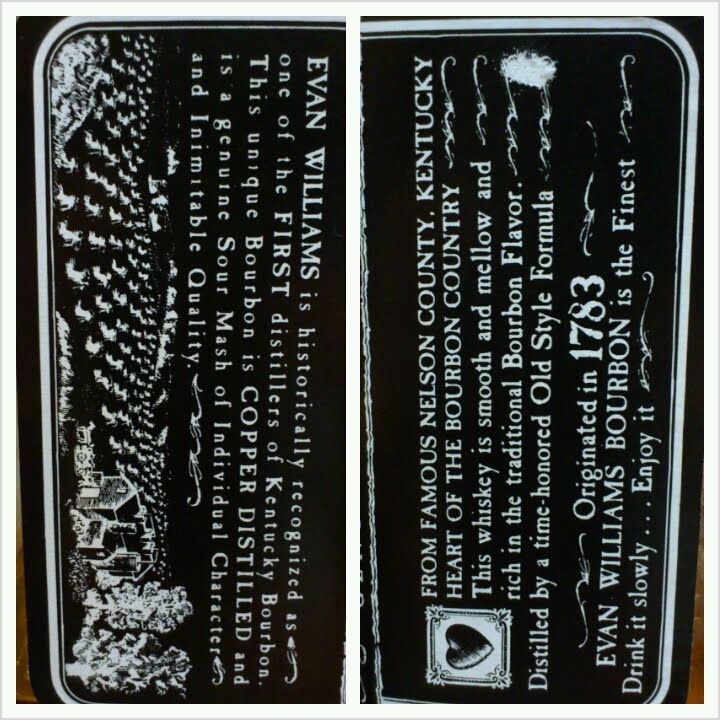 EVAN WILLIAMS is historically recognized as
one of the FIRST distillers of Kentucky Bourbon.
This unique Bourbon is COPPER DISTILLED and
is a genuine Sour Mash of Individual Character
and Inimitable Quality.
FROM FAMOUS NELSON COUNTY, KENTUCKY
HEART OF THE BOURBON COUNTRY
This whiskey is smooth and mellow and
rich in the traditional Bourbon Flavor.
Distilled by a time-honored Old Style Formula
Originated in 1783
EVAN WILLIAMS BOURBON is the Finest
Drink it slowly . . . Enjoy it